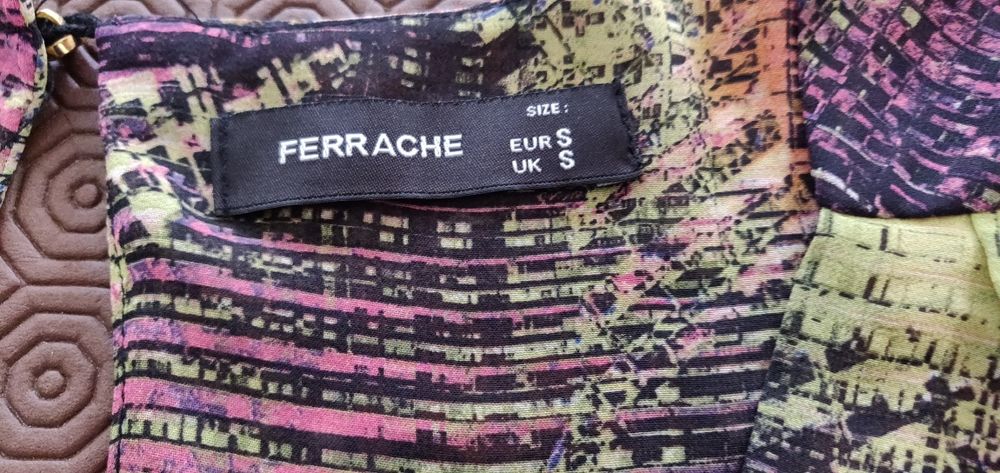 FERRACHE
SIZE :
EUR S
UK S